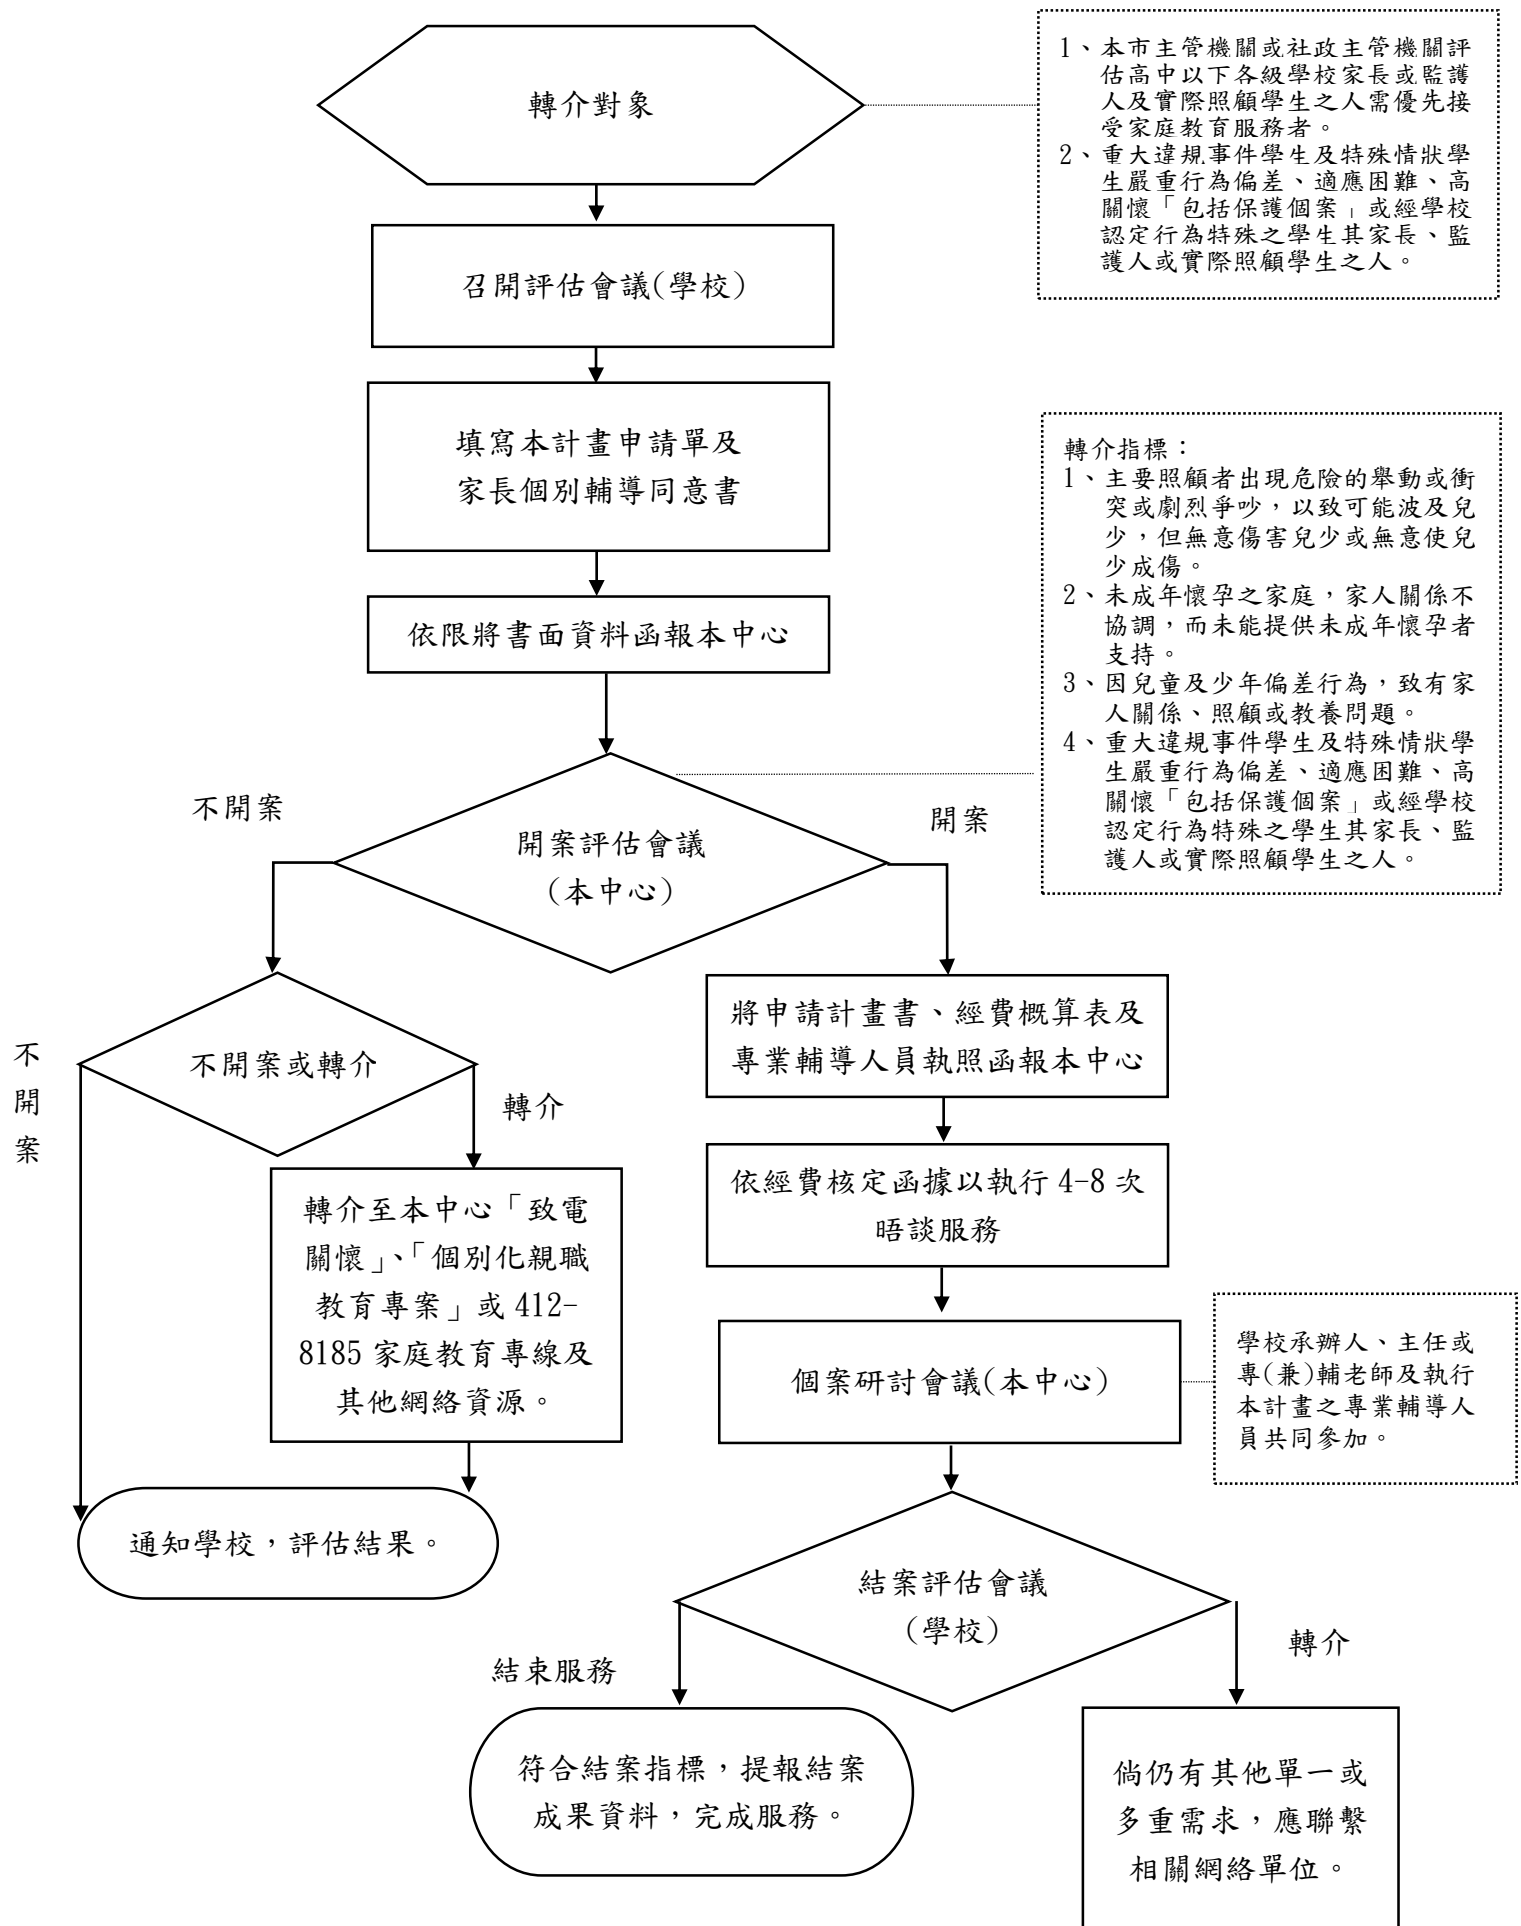 轉介對象
1、本市主管機關或社政主管機關評
估高中以下各級學校家長或監護
人及實際照顧學生之人需優先接
受家庭教育服務者。
2、重大違規事件學生及特殊情狀學
生嚴重行為偏差、適應困難、高
關懷「包括保護個案」或經學校
認定行為特殊之學生其家長、監
護人或實際照顧學生之人。
召開評估會議(學校)
填寫本計畫申請單及
家長個別輔導同意書
依限將書面資料函報本中心
轉介指標：
1、主要照顧者出現危險的舉動或衝
突或劇烈爭吵，以致可能波及兒
少，但無意傷害兒少或無意使兒
少成傷。
2、未成年懷孕之家庭，家人關係不
協調，而未能提供未成年懷孕者
支持。
3、因兒童及少年偏差行為，致有家
人關係、照顧或教養問題。
4、重大違規事件學生及特殊情狀學
生嚴重行為偏差、適應困難、高
關懷「包括保護個案」或經學校
認定行為特殊之學生其家長、監
護人或實際照顧學生之人。
不開案
開案
開案評估會議
(本中心)
不開案或轉介
不
開
案
轉介
轉介至本中心「致電
關懷」、「個別化親職
教育專案」或 412-
8185 家庭教育專線及
其他網絡資源。
通知學校，評估結果。
將申請計畫書、經費概算表及
專業輔導人員執照函報本中心
依經費核定函據以執行 4-8 次
晤談服務
個案研討會議(本中心)
學校承辦人、主任或
專(兼)輔老師及執行
本計畫之專業輔導人
員共同參加。
結案評估會議
(學校)
結束服務
轉介
符合結案指標，提報結案
成果資料，完成服務。
倘仍有其他單一或
多重需求，應聯繫
相關網絡單位。